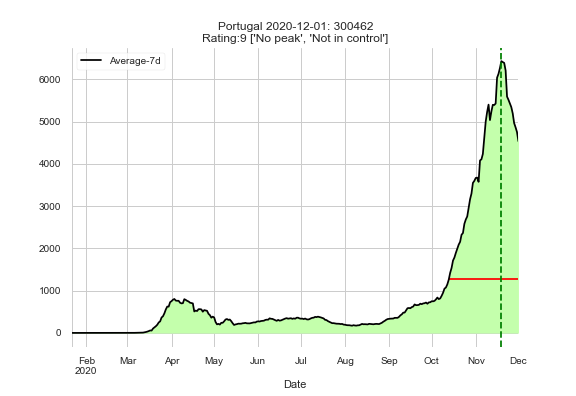 Portugal 2020-12-01: 300462
Rating:9 ['No peak', 'Not in control']
Average-7d
6000
5000
4000
3000
2000
1000
0
Feb Mar Apr May Jun Jul Aug Sep Oct Nov Dec
2020
Date